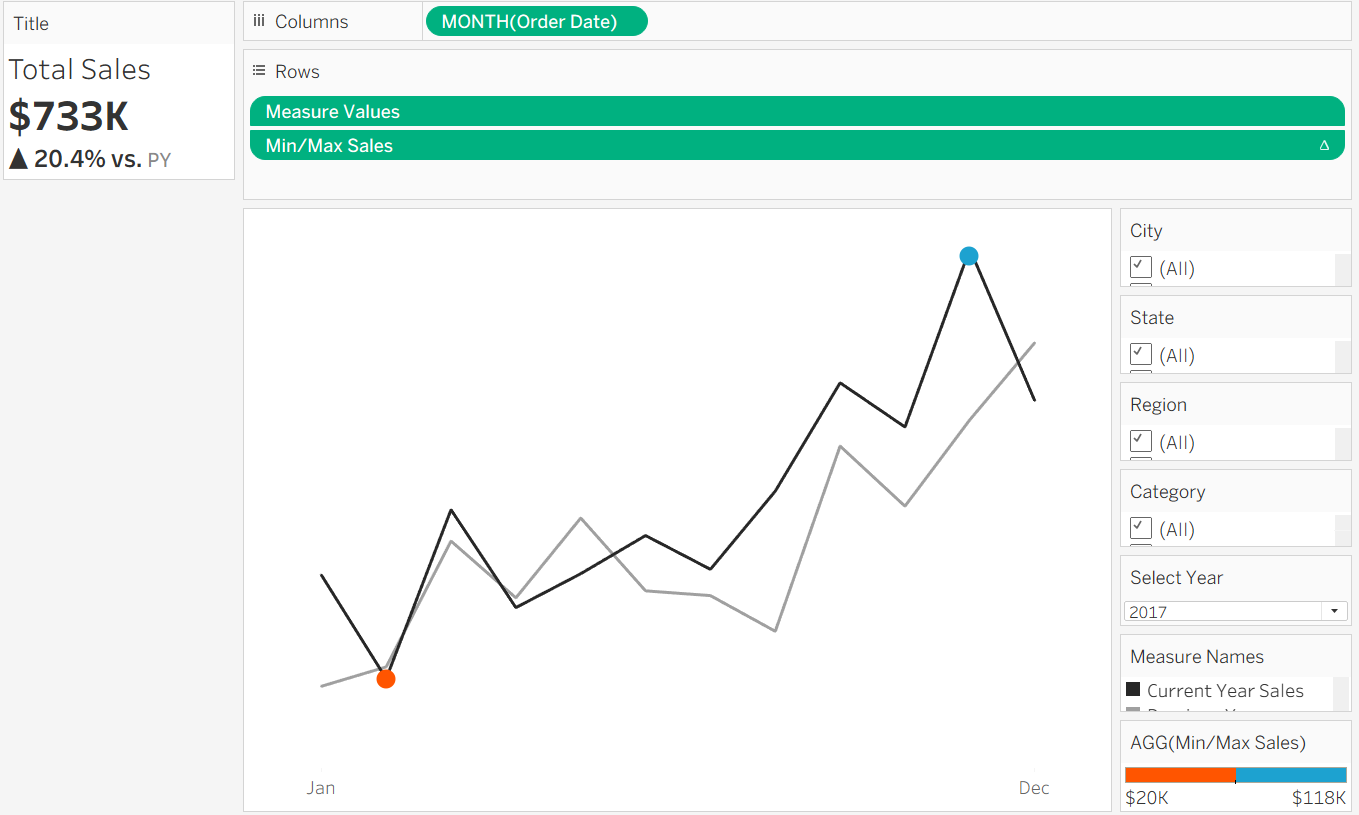 Title
Total Sales
$733K
▲ 20.4% vs. PY
Columns
MONTH(Order Date)
Rows
Measure Values
Min/Max Sales Δ
Jan
Dec
City
(All)
State
(All)
Region
(All)
Category
(All)
Select Year
2017
Measure Names
Current Year Sales
AGG(Min/Max Sales)
$20K
$118K